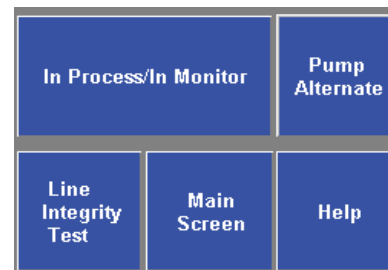 In Process/In Monitor
Pump
Alternate
Line
Integrity
Test
Main
Screen
Help